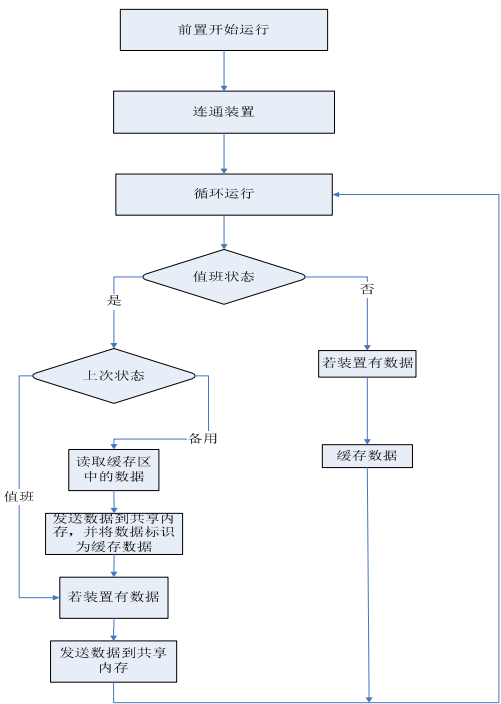 前置开始运行
连通装置
循环运行
值班状态
是
否
上次状态
若装置有数据
备用
读取缓存区
中的数据
缓存数据
值班
发送数据到共享内
存，并将数据标识
为缓存数据
若装置有数据
发送数据到共享
内存